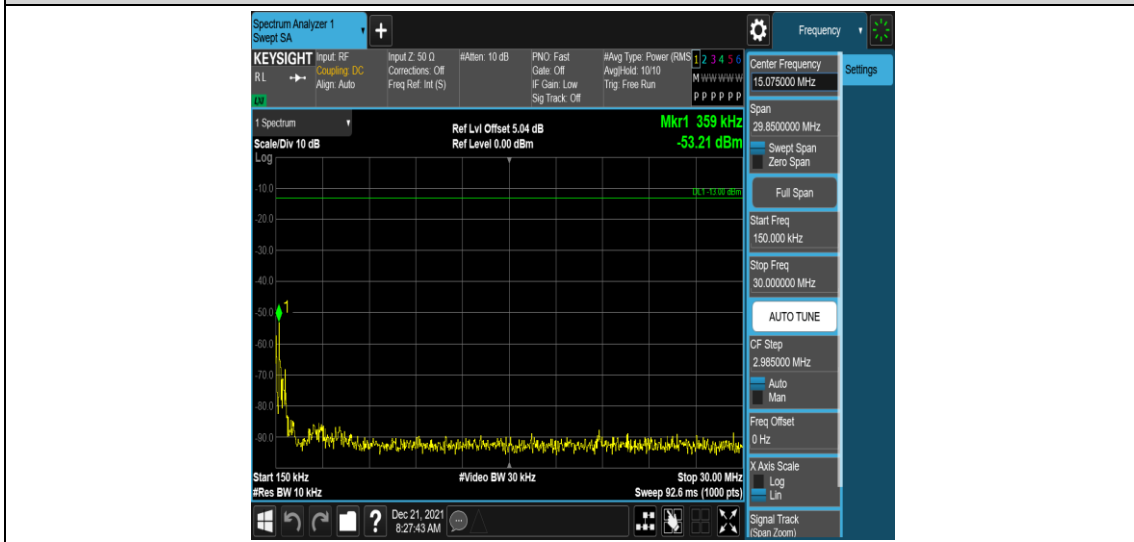 Spectrum Analyzer 1
Swept SA
Frequency
KEYSIGHT
RL
LXI
Input: RF
Coupling: DC
Align: Auto
Input Z: 50 Ω
Corrections: Off
Freq Ref: Int (S)
#Atten: 10 dB
PNO: Fast
Gate: Off
IF Gain: Low
Sig Track: Off
#Avg Type: Power (RMS
Avg|Hold: 10/10
Trig: Free Run
1 2 3 4 5 6
M W W W W W
P P P P P P
1 Spectrum
Scale/Div 10 dB
Log
Ref Lvl Offset 5.04 dB
Ref Level 0.00 dBm
Mkr1 359 kHz
-53.21 dBm
DL1 -13.00 dBm
-10.0
-20.0
-30.0
-40.0
-50.0
1
-60.0
-70.0
-80.0
-90.0
Start 150 kHz
#Video BW 30 kHz
Stop 30.00 MHz
#Res BW 10 kHz
Sweep 92.6 ms (1000 pts)
Center Frequency
15.075000 MHz
Settings
Span
29.8500000 MHz
Swept Span
Zero Span
Full Span
Start Freq
150.000 kHz
Stop Freq
30.000000 MHz
AUTO TUNE
CF Step
2.985000 MHz
Auto
Man
Freq Offset
0 Hz
X Axis Scale
Log
Lin
Signal Track
(Span Zoom)
?
Dec 21, 2021
8:27:43 AM